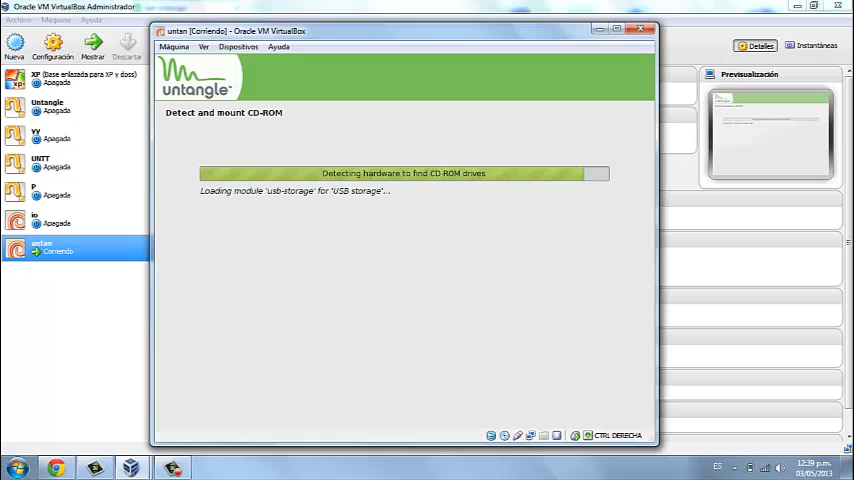 Oracle VM VirtualBox Administrador
Archivo Máquina Ayuda
Nueva Configuración Mostrar Descartar
Detalles Instantáneas
XP (Base enlazada para XP y doss)
Apagada
Untangle
Apagada
yy
Apagada
UNTT
Apagada
P
Apagada
io
Apagada
untan
Corriendo
untan [Corriendo] - Oracle VM VirtualBox
Máquina Ver Dispositivos Ayuda
untangle
Detect and mount CD-ROM
Detecting hardware to find CD-ROM drives
Loading module 'usb-storage' for 'USB storage'...
CTRL DERECHA
Previsualización
ES
12:39 p.m.
03/05/2013